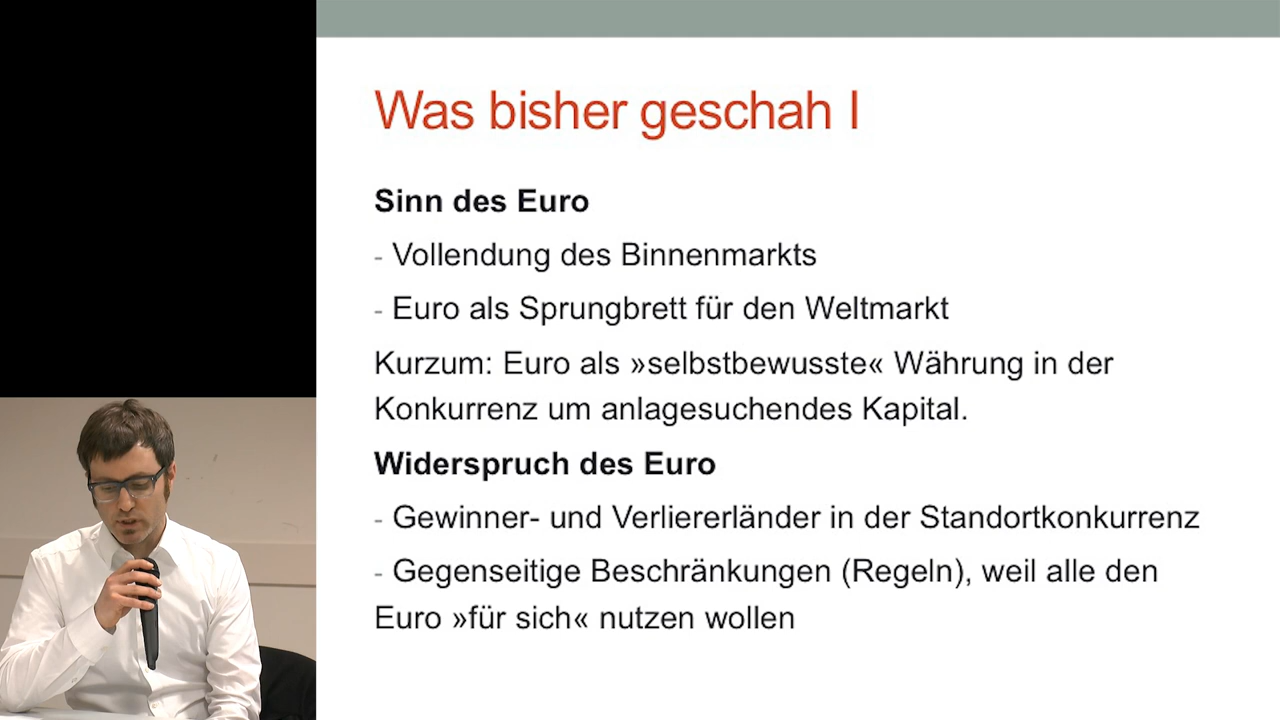 Was bisher geschah I
Sinn des Euro
- Vollendung des Binnenmarkts
- Euro als Sprungbrett für den Weltmarkt
Kurzum: Euro als »selbstbewusste« Währung in der
Konkurrenz um anlagesuchendes Kapital.
Widerspruch des Euro
- Gewinner- und Verliererländer in der Standortkonkurrenz
- Gegenseitige Beschränkungen (Regeln), weil alle den
Euro »für sich« nutzen wollen